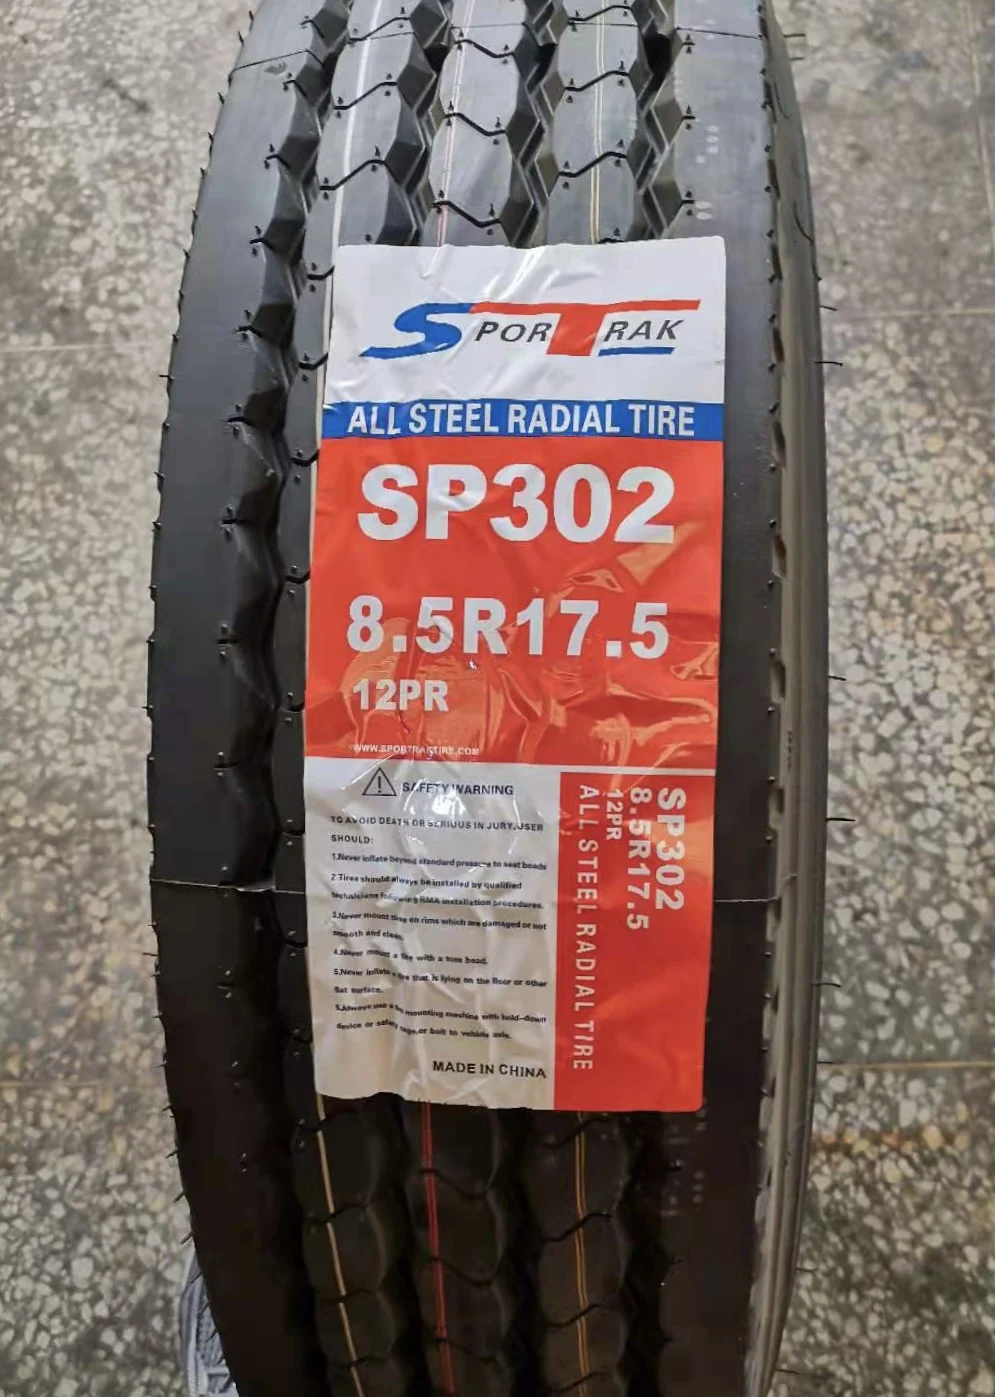 SPORTRAK
ALL STEEL RADIAL TIRE
SP302
8.5R17.5
12PR
WWW.SPORTRAKTIRE.COM
SAFETY WARNING
TO AVOID DEATH OR SERIOUS IN JURY.USER
SHOULD:
1.Never inflate beyond standard pressure to seat beads
2 Tires should always be installed by qualified
technicians following RMA installation procedures.
3.Never mount tires on rims which are damaged or not
smooth and clean.
4.Never mount a tire with a torn bead.
5.Never inflate a tire that is lying on the floor or other
flat surface.
6.Always use a tire mounting machine with hold-down
device or safety cage,or bolt to vehicle axle.
MADE IN CHINA
SP302
8.5R17.5
12PR
ALL STEEL RADIAL TIRE